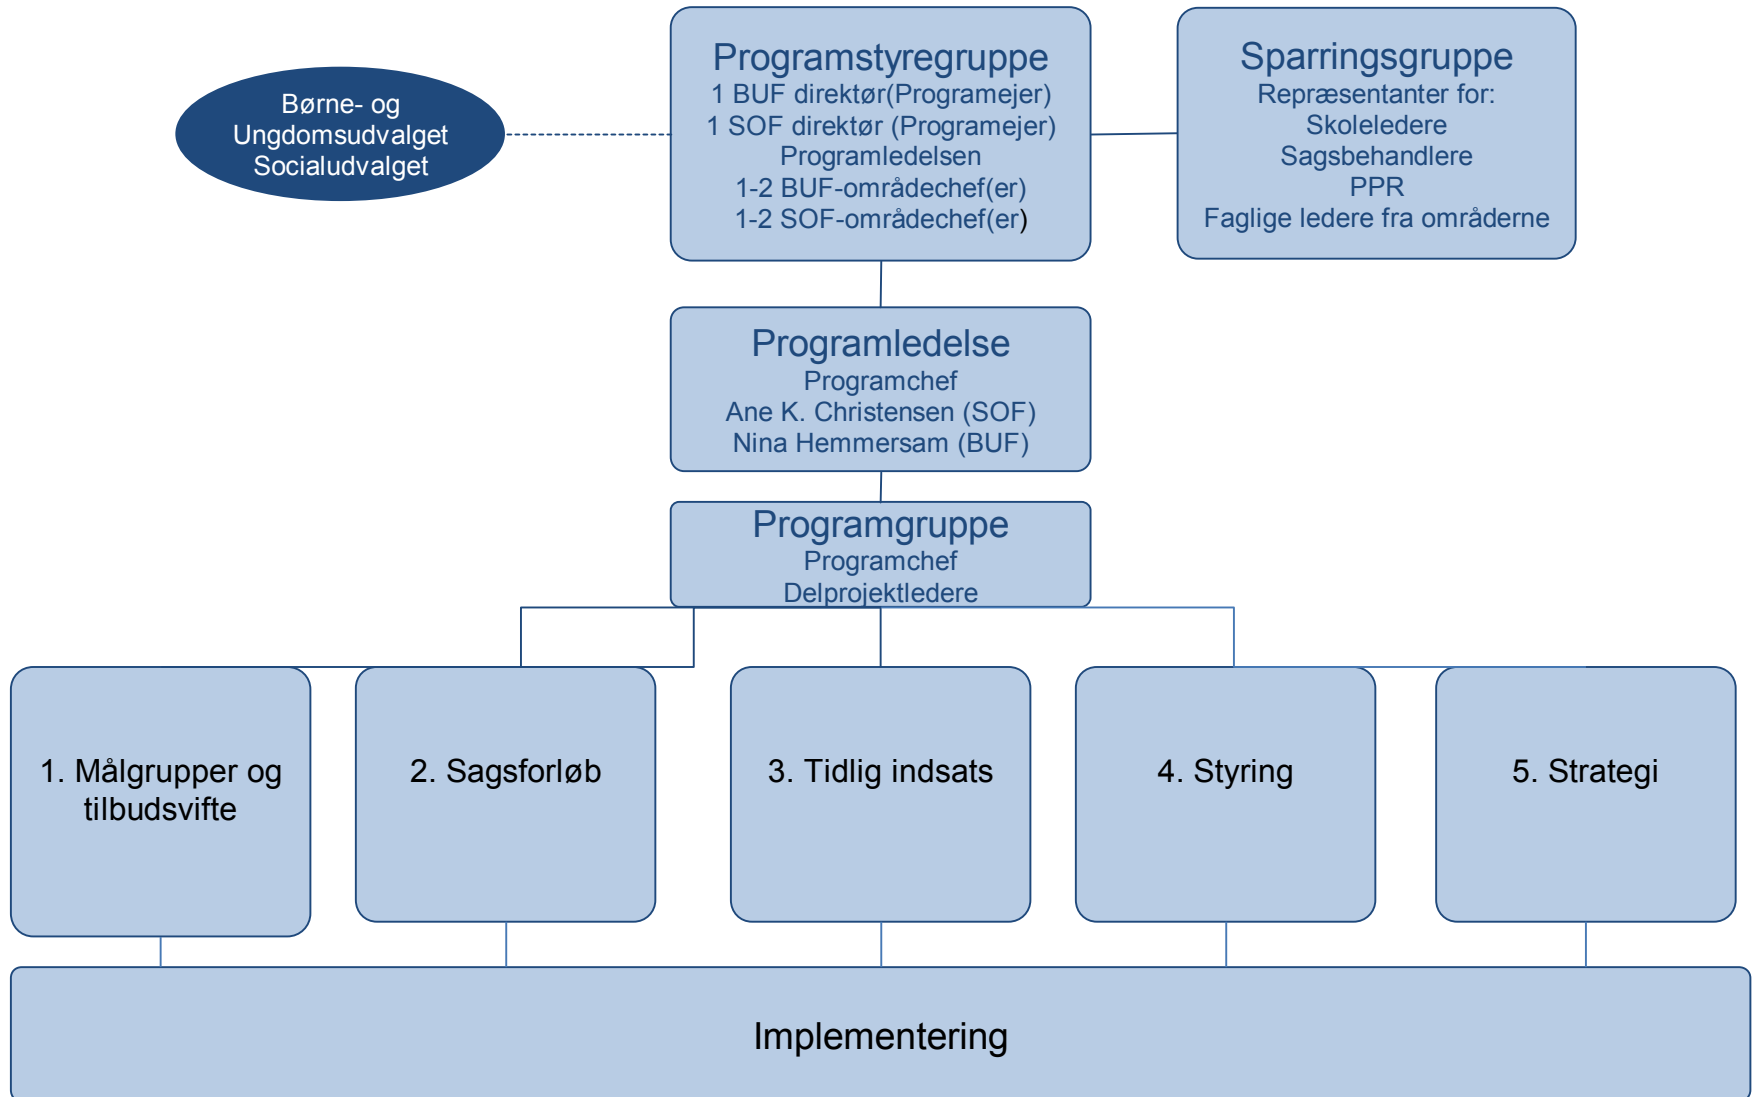 Børne- og
Ungdomsudvalget
Socialudvalget
Programstyregruppe
1 BUF direktør(Programejer)
1 SOF direktør (Programejer)
Programledelsen
1-2 BUF-områdechef(er)
1-2 SOF-områdechef(er)
Sparringsgruppe
Repræsentanter for:
Skoleledere
Sagsbehandlere
PPR
Faglige ledere fra områderne
Programledelse
Programchef
Ane K. Christensen (SOF)
Nina Hemmersam (BUF)
Programgruppe
Programchef
Delprojektledere
1. Målgrupper og
tilbudsvifte
2. Sagsforløb
3. Tidlig indsats
4. Styring
5. Strategi
Implementering